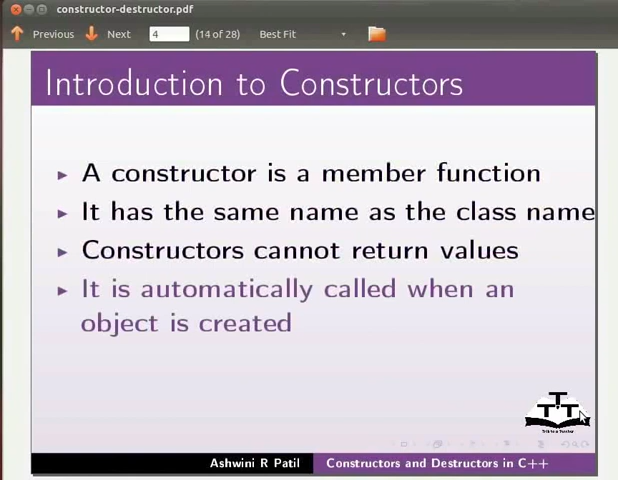 constructor-destructor.pdf
Previous Next 4 (14 of 28) Best Fit
Introduction to Constructors
A constructor is a member function
It has the same name as the class name
Constructors cannot return values
It is automatically called when an
object is created
Ashwini R Patil Constructors and Destructors in C++